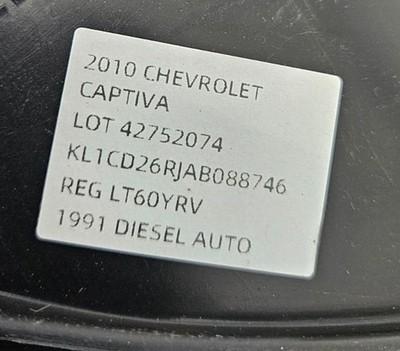 2010 CHEVROLET
CAPTIVA
LOT 42752074
KL1CD26RJAB088746
REG LT60YRV
1991 DIESEL AUTO